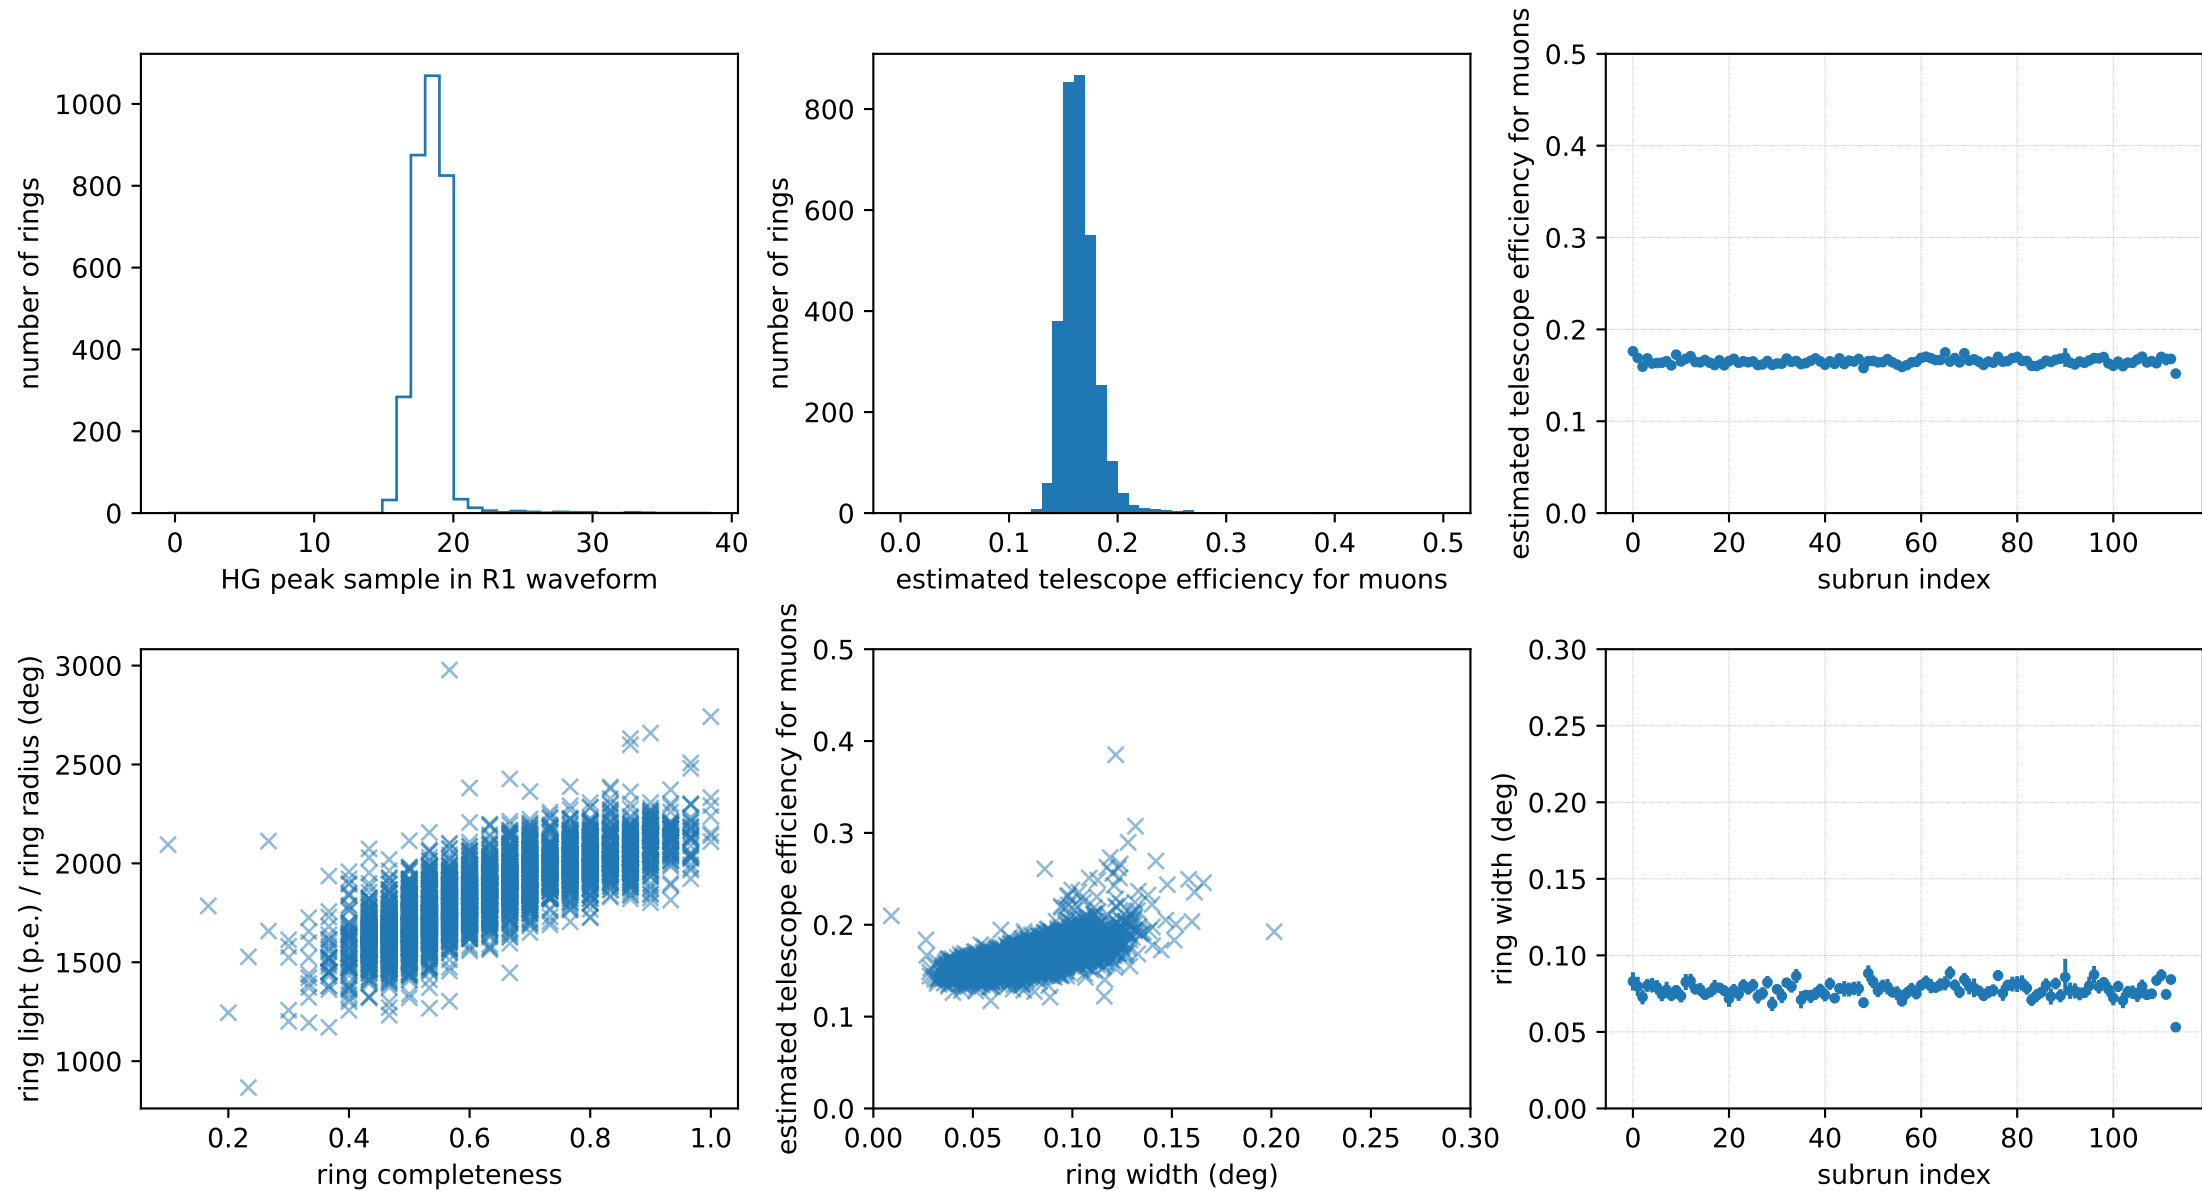 number of rings
1000
800
600
400
200
0
0 10 20 30 40
HG peak sample in R1 waveform
number of rings
800
600
400
200
0
0.0 0.1 0.2 0.3 0.4 0.5
estimated telescope efficiency for muons
estimated telescope efficiency for muons
0.5
0.4
0.3
0.2
0.1
0.0
0 20 40 60 80 100
subrun index
ring light (p.e.) / ring radius (deg)
3000
2500
2000
1500
1000
0.2 0.4 0.6 0.8 1.0
ring completeness
estimated telescope efficiency for muons
0.5
0.4
0.3
0.2
0.1
0.0
0.00 0.05 0.10 0.15 0.20 0.25 0.30
ring width (deg)
ring width (deg)
0.30
0.25
0.20
0.15
0.10
0.05
0.00
0 20 40 60 80 100
subrun index